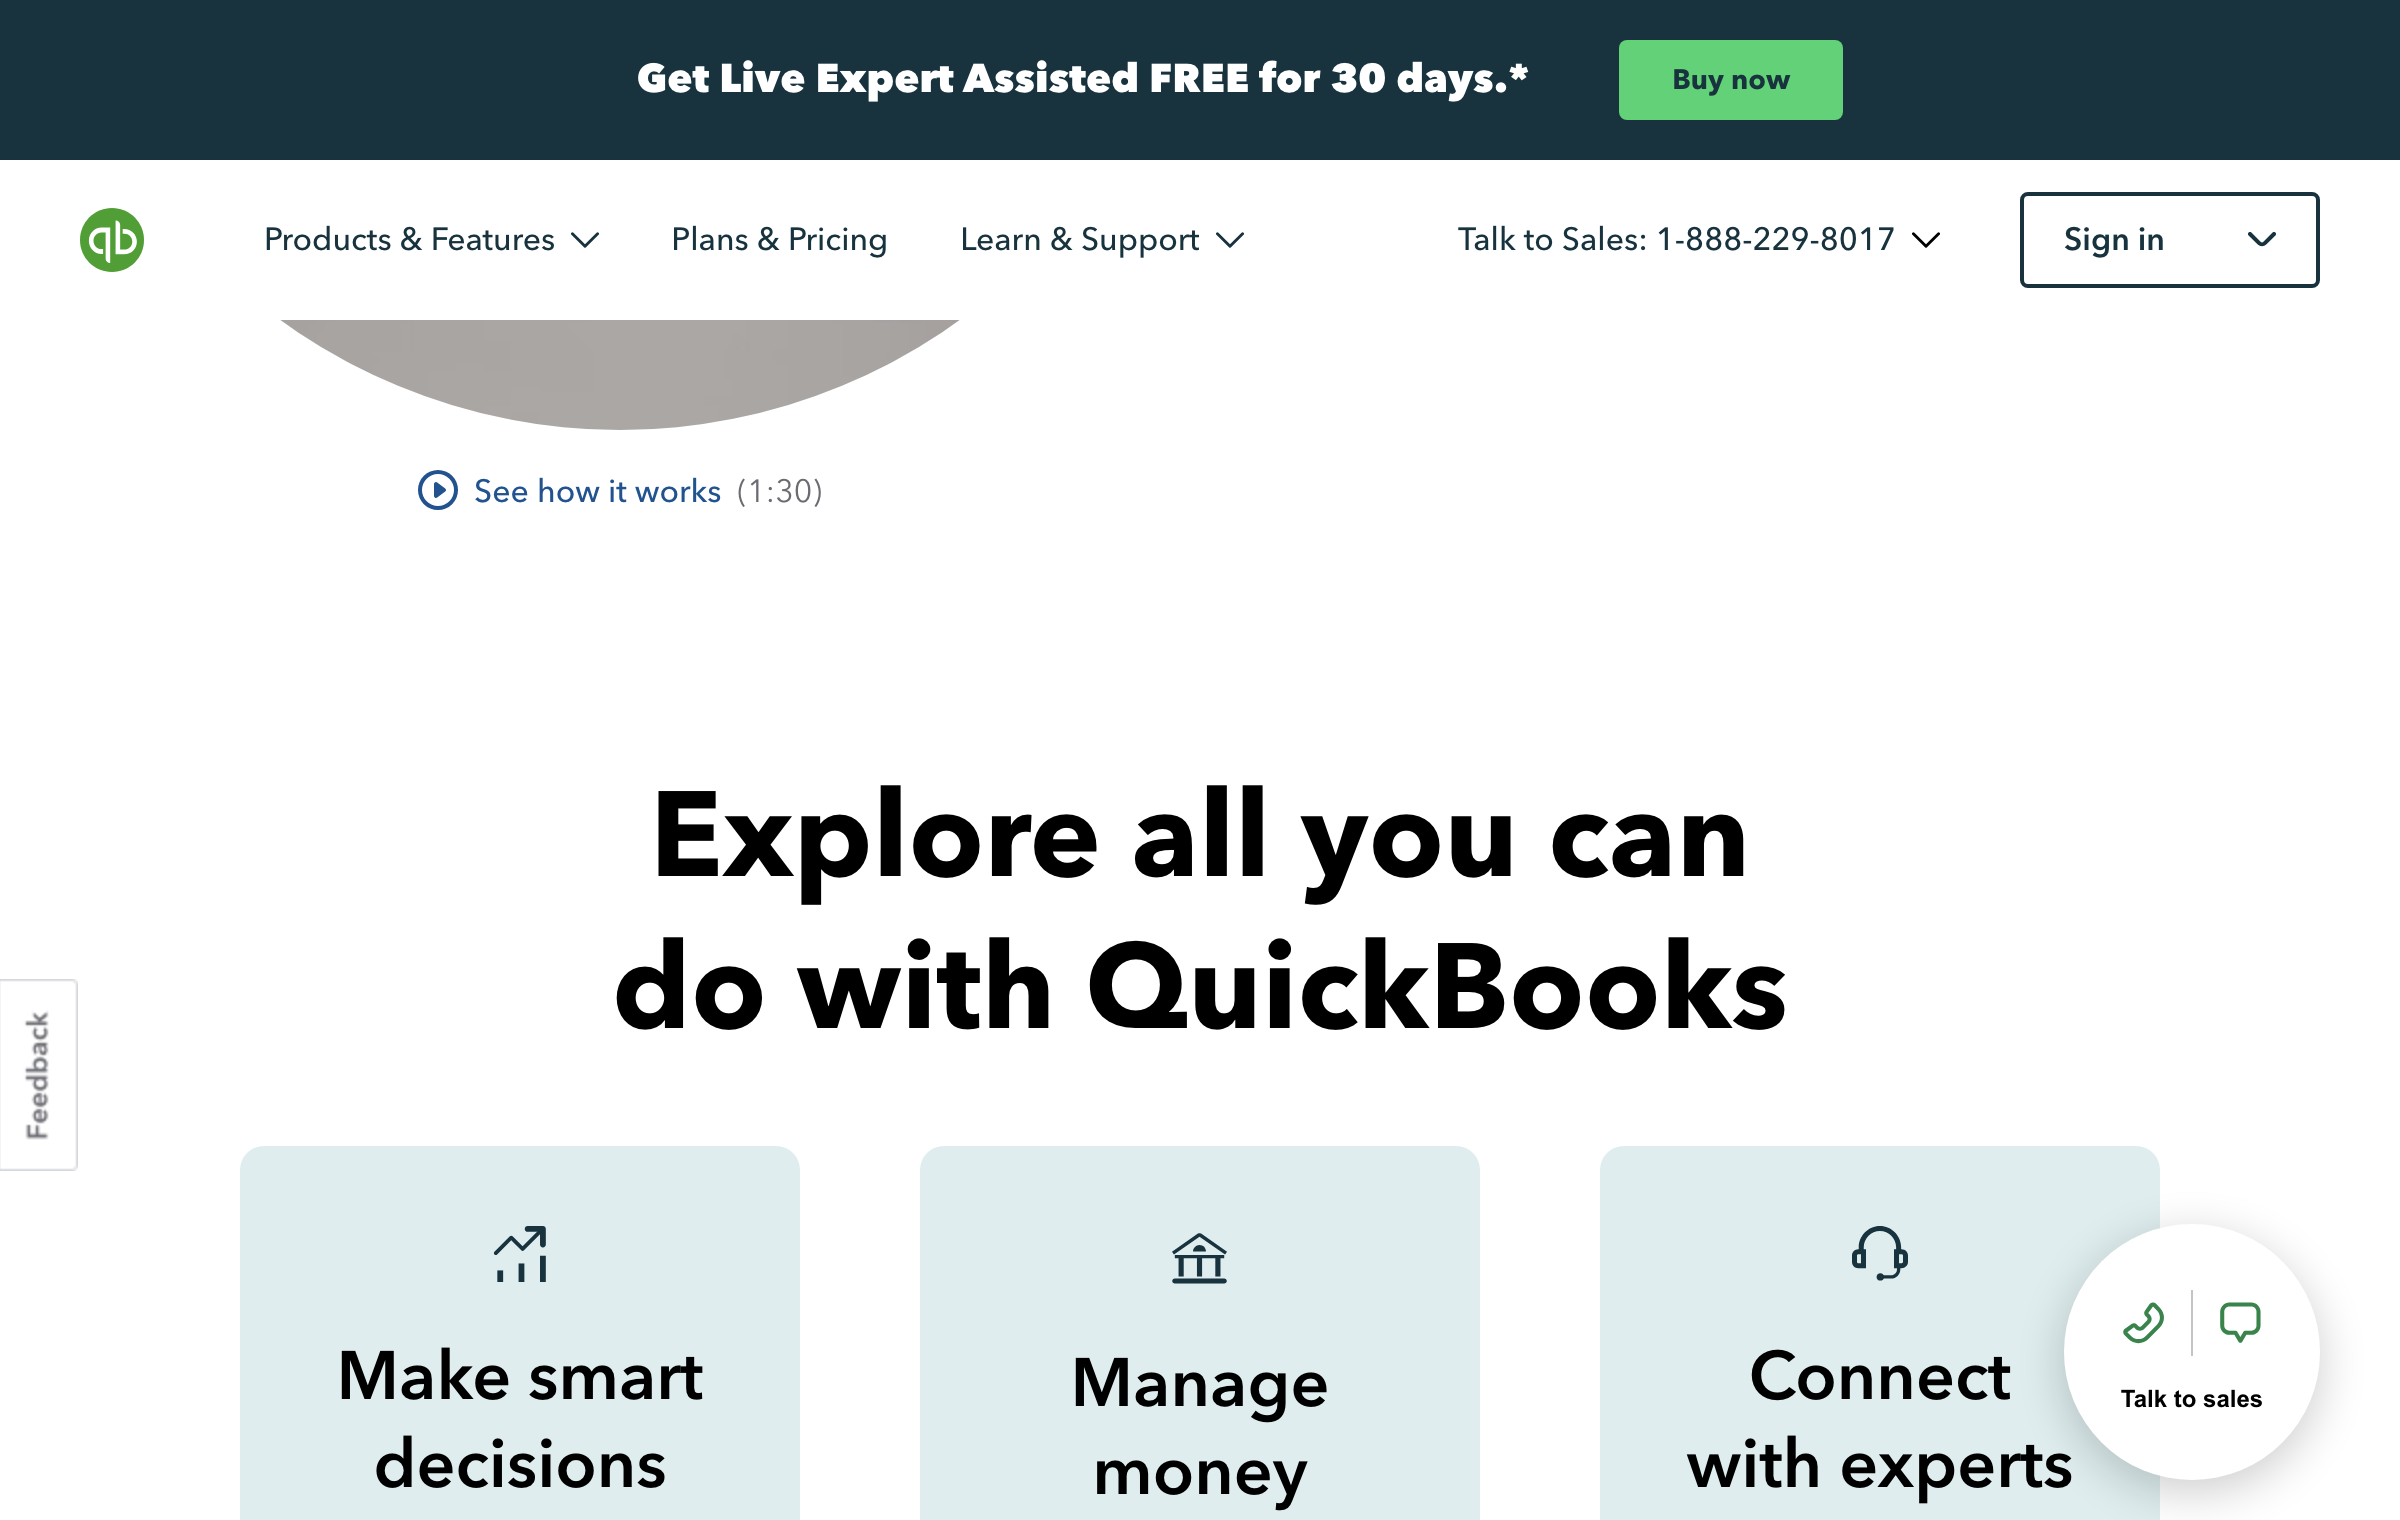 Get Live Expert Assisted FREE for 30 days.* Buy now
qb Products & Features Plans & Pricing Learn & Support Talk to Sales: 1-888-229-8017 Sign in
See how it works (1:30)
Explore all you can
do with QuickBooks
Feedback
Make smart
decisions
Manage
money
Connect
with experts
Talk to sales